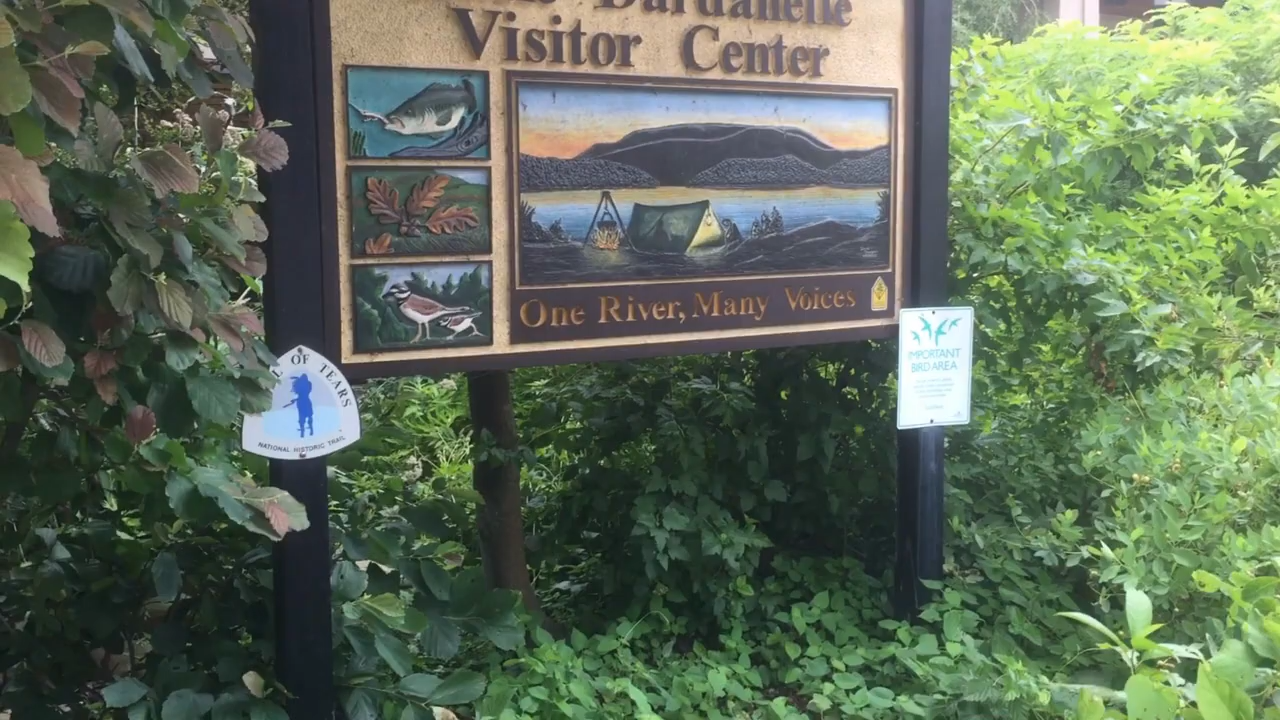 Dardanelle
Visitor Center
One River, Many Voices
OF TEARS
NATIONAL HISTORIC TRAIL
IMPORTANT
BIRD AREA